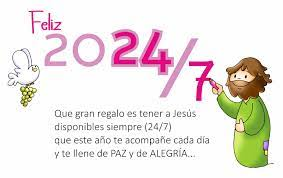 Feliz
2024/7
Que gran regalo es tener a Jesús
disponibles siempre (24/7)
que este año te acompañe cada día
y te llene de PAZ y de ALEGRÍA...